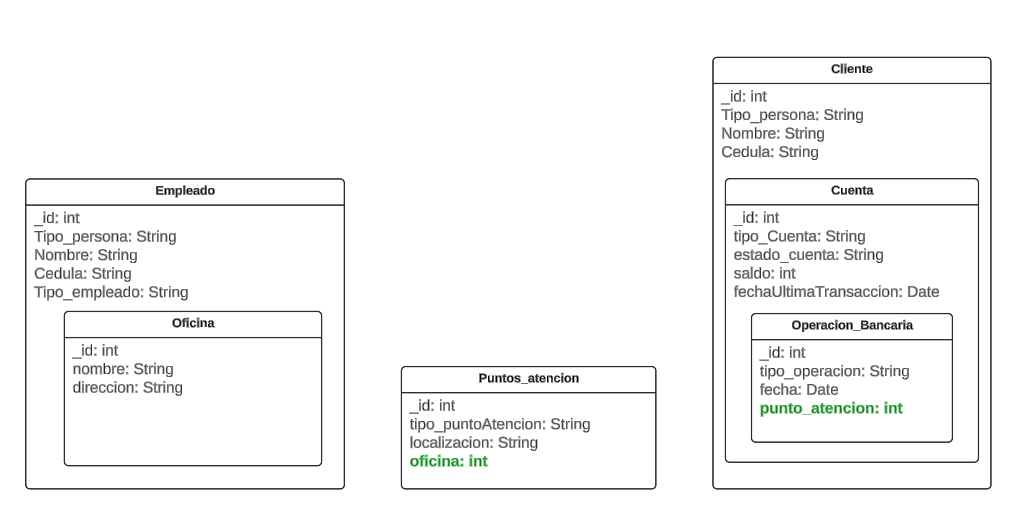 Empleado
_id: int
Tipo_persona: String
Nombre: String
Cedula: String
Tipo_empleado: String
Oficina
_id: int
nombre: String
direccion: String
Puntos_atencion
_id: int
tipo_puntoAtencion: String
localizacion: String
oficina: int
Cliente
_id: int
Tipo_persona: String
Nombre: String
Cedula: String
Cuenta
_id: int
tipo_Cuenta: String
estado_cuenta: String
saldo: int
fechaUltimaTransaccion: Date
Operacion_Bancaria
_id: int
tipo_operacion: String
fecha: Date
punto_atencion: int